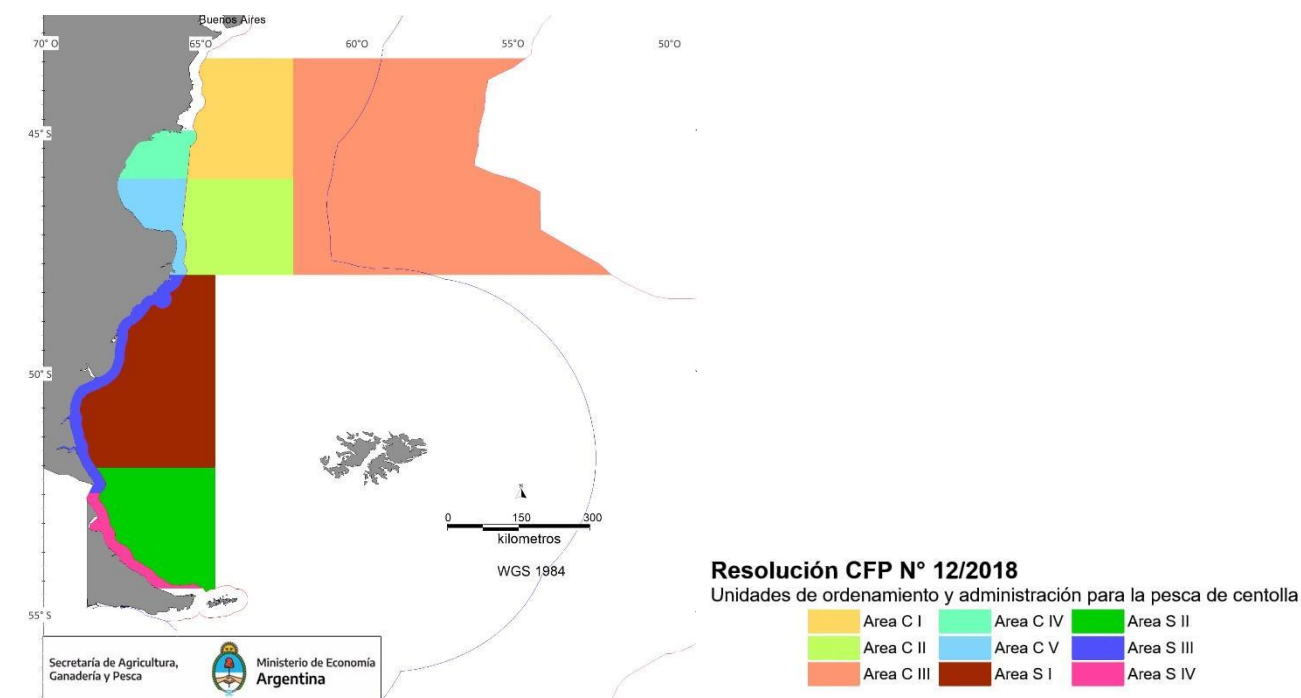 Buenos Aires
70° O
65°O
60°O
55°O
50°O
45° S
50° S
55° S
N
0 150 300
kilometros
WGS 1984
Secretaría de Agricultura,
Ganadería y Pesca
Ministerio de Economía
Argentina
Resolución CFP N° 12/2018
Unidades de ordenamiento y administración para la pesca de centolla
Area C I
Area C IV
Area S II
Area C II
Area C V
Area S III
Area C III
Area S I
Area S IV